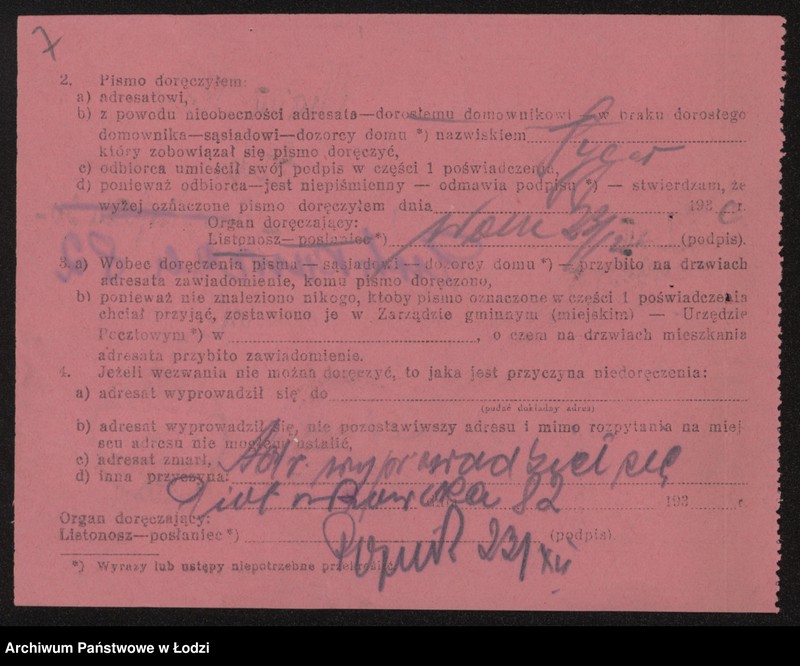 7
2. Pismo doręczyłem:
a) adresatowi,
b) z powodu nieobecności adresata—dorosłemu domownikowi — w braku dorosłego
domownika—sąsiadowi—dozorcy domu *) nazwiskiem
który zobowiązał się pismo doręczyć,
c) odbiorca umieścił swój podpis w części 1 poświadczenia,
d) ponieważ odbiorca—jest niepiśmienny — odmawia podpisu *) — stwierdzam, że
wyżej oznaczone pismo doręczyłem dnia 193 r.
Organ doręczający:
Listonosz—posłaniec *) (podpis).
3. a) Wobec doręczenia pisma—sąsiadowi—dozorcy domu *) — przybito na drzwiach
adresata zawiadomienie, komu pismo doręczono,
b) ponieważ nie znaleziono nikogo, ktoby pismo oznaczone w części 1 poświadczenia
chciał przyjąć, zostawiono je w Zarządzie gminnym (miejskim) — Urzędzie
Pocztowym *) w , o czem na drzwiach mieszkania
adresata przybito zawiadomienie.
4. Jeżeli wezwania nie można doręczyć, to jaka jest przyczyna niedoręczenia:
a) adresat wyprowadził się do
(podać dokładny adres)
b) adresat wyprowadził się, nie pozostawiwszy adresu i mimo rozpytania na miej
scu adresu nie mogłem ustalić,
c) adresat zmarł,
d) inna przyczyna: Adr. wyprowadził się
Piotrkowska 82 193 r.
Organ doręczający:
Listonosz—posłaniec *) (podpis).
23/XII
*) Wyrazy lub ustępy niepotrzebne przekreślić.
Archiwum Państwowe w Łodzi